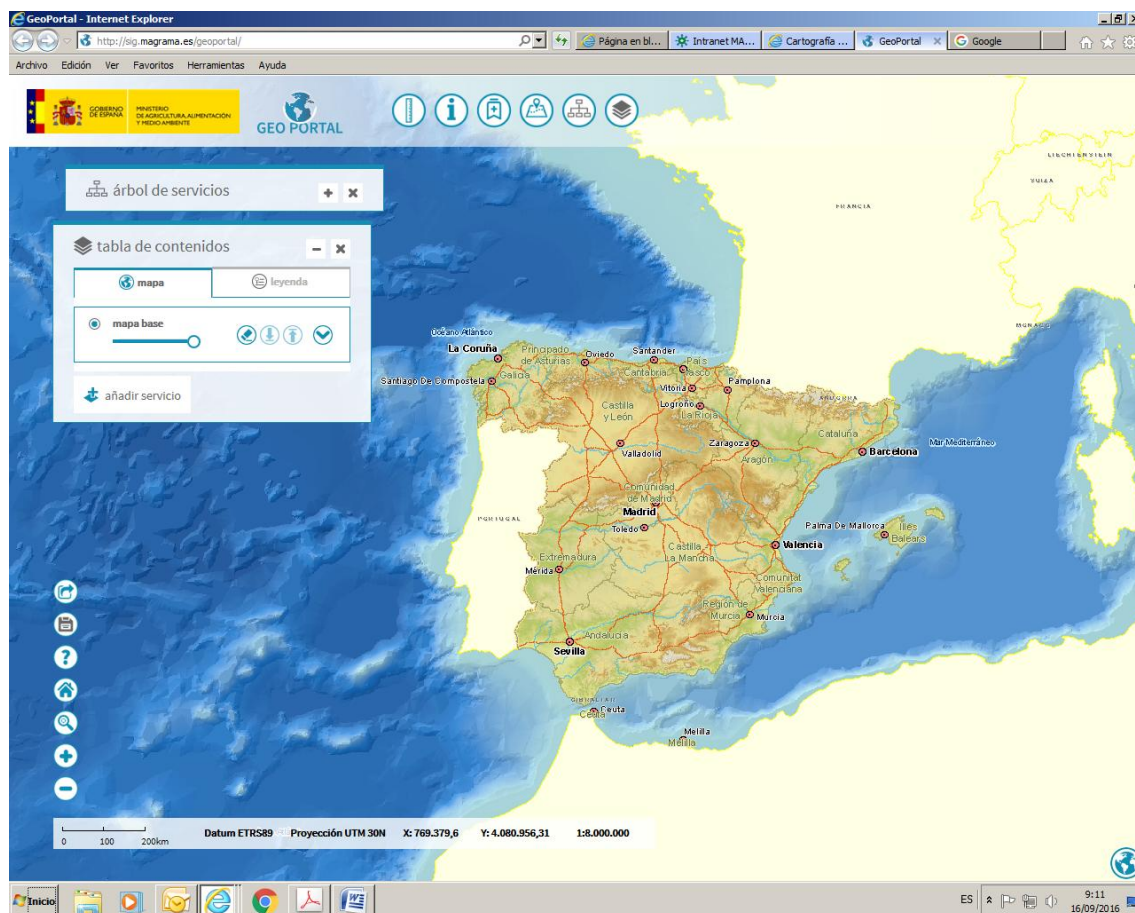 GeoPortal - Internet Explorer
http://sig.magrama.es/geoportal/
Página en bl...
Intranet MA...
Cartografía ...
GeoPortal
Google
Archivo Edición Ver Favoritos Herramientas Ayuda
GOBIERNO DE ESPAÑA
MINISTERIO DE AGRICULTURA, ALIMENTACIÓN Y MEDIO AMBIENTE
GEO PORTAL
árbol de servicios
tabla de contenidos
mapa
leyenda
mapa base
añadir servicio
LIECHTENSTEIN
SUIZA
FRANCIA
MONACO
Océano Atlántico
La Coruña
Principado de Asturias
Oviedo
Santander
Cantabria
País Vasco
Galicia
Santiago De Compostela
Vitoria
Pamplona
Logroño
La Rioja
ANDORRA
Castilla y León
Cataluña
Valladolid
Zaragoza
Aragón
Barcelona
Mar Mediterráneo
Comunidad de Madrid
Madrid
PORTUGAL
Toledo
Palma De Mallorca
Illes Balears
Castilla La Mancha
Valencia
Extremadura
Mérida
Comunitat Valenciana
Región de Murcia
Murcia
Andalucía
Sevilla
GIBRALTAR
Ceuta
Ceuta
Melilla
Melilla
0 100 200km
Datum ETRS89 Proyección UTM 30N X: 769.379,6 Y: 4.080.956,31 1:8.000.000
Inicio
ES
9:11
16/09/2016